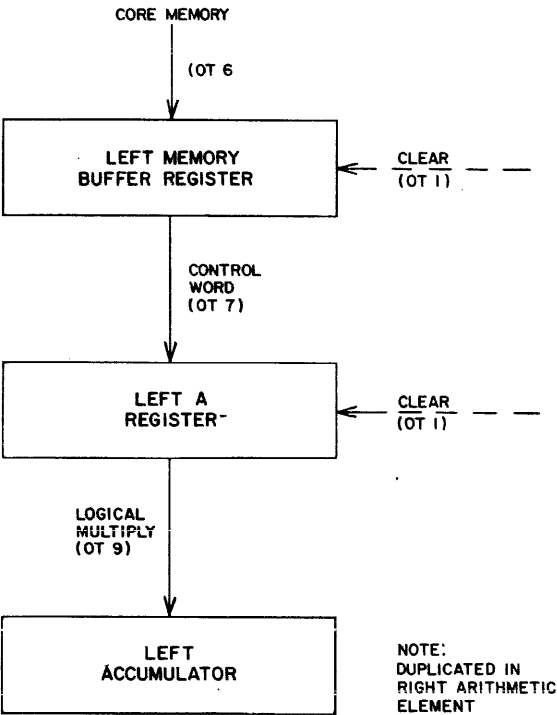 CORE MEMORY
(OT 6
LEFT MEMORY
BUFFER REGISTER
CLEAR
(OT 1)
CONTROL
WORD
(OT 7)
LEFT A
REGISTER-
CLEAR
(OT 1)
LOGICAL
MULTIPLY
(OT 9)
LEFT
ACCUMULATOR
NOTE:
DUPLICATED IN
RIGHT ARITHMETIC
ELEMENT